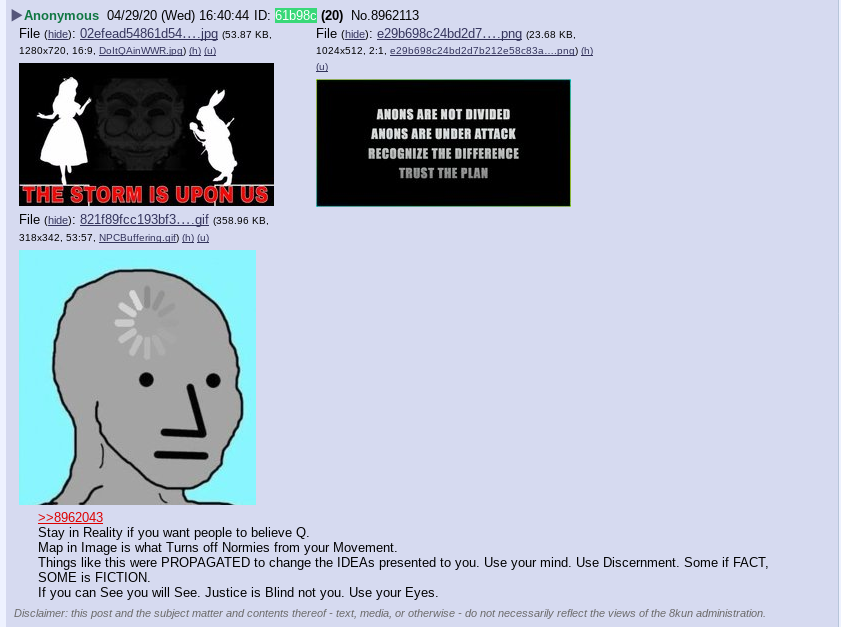 ▶Anonymous 04/29/20 (Wed) 16:40:44 ID: 61b98c (20) No.8962113
File (hide): 02efead54861d54….jpg (53.87 KB, 1280x720, 16:9, DoItQAinWWR.jpg) (h) (u)
THE STORM IS UPON US
File (hide): e29b698c24bd2d7….png (23.68 KB, 1024x512, 2:1, e29b698c24bd2d7b212e58c83a….png) (h) (u)
ANONS ARE NOT DIVIDED
ANONS ARE UNDER ATTACK
RECOGNIZE THE DIFFERENCE
TRUST THE PLAN
File (hide): 821f89fcc193bf3….gif (358.96 KB, 318x342, 53:57, NPCBuffering.gif) (h) (u)
>>8962043
Stay in Reality if you want people to believe Q.
Map in Image is what Turns off Normies from your Movement.
Things like this were PROPAGATED to change the IDEAs presented to you. Use your mind. Use Discernment. Some if FACT,
SOME is FICTION.
If you can See you will See. Justice is Blind not you. Use your Eyes.
Disclaimer: this post and the subject matter and contents thereof - text, media, or otherwise - do not necessarily reflect the views of the 8kun administration.